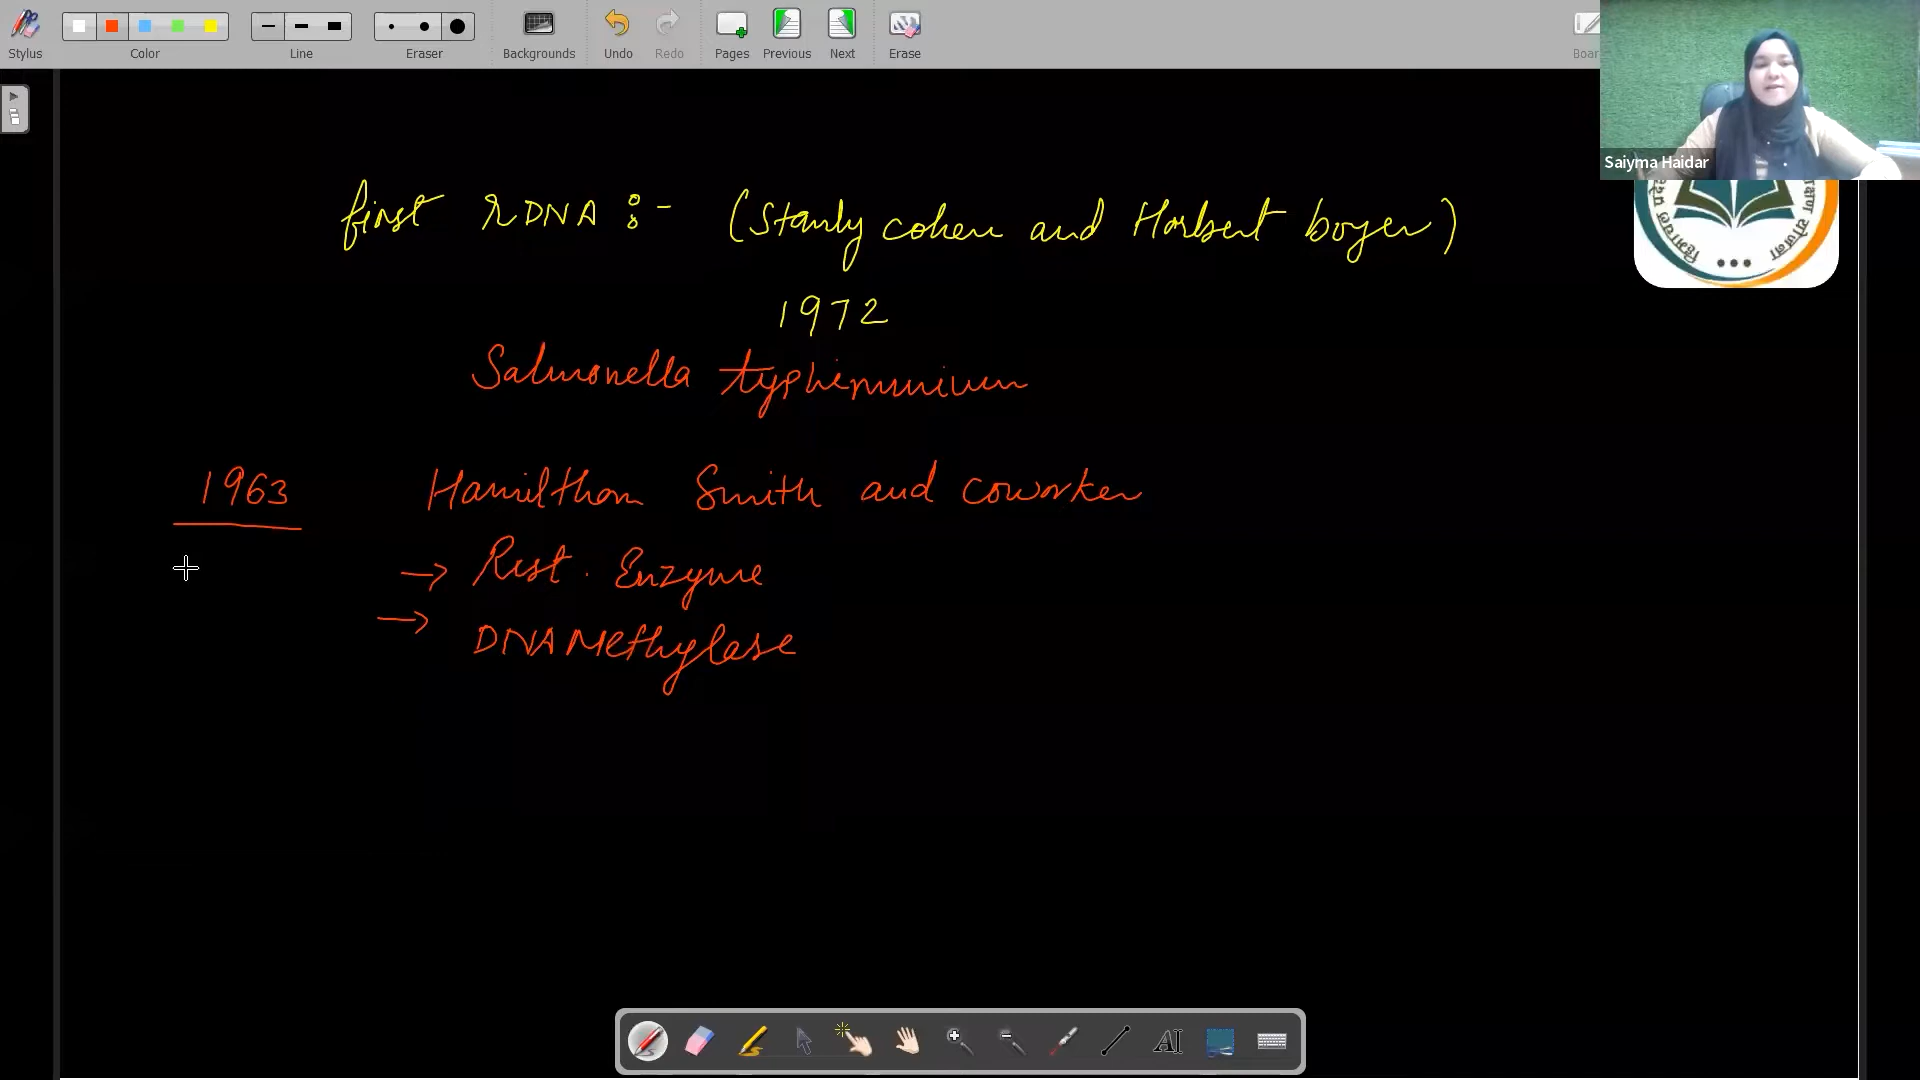 Stylus Color Line Eraser Backgrounds Undo Redo Pages Previous Next Erase Boar
Saiyma Haidar
first rDNA :- (Stanly cohen and Harbert boyer)
1972
Salmonella typhimurium
1963 Hamilthon Smith and coworker
→ Rest. Enzyme
→ DNA Methylase